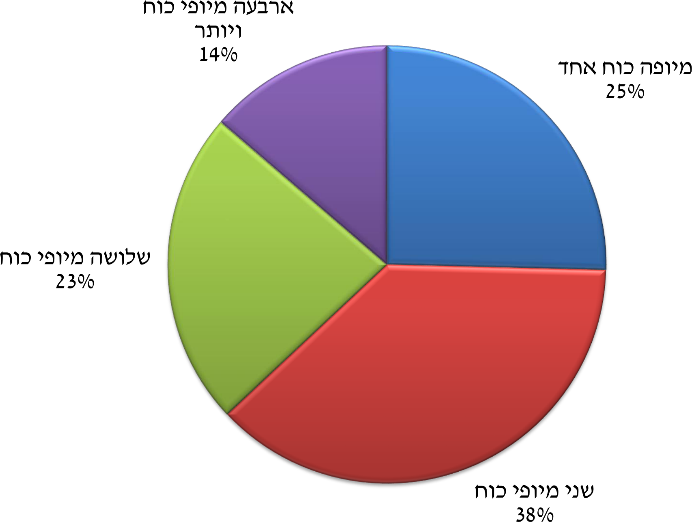 ארבעה מיופי כוח
ויותר
14%
מיופה כוח אחד
25%
שלושה מיופי כוח
23%
שני מיופי כוח
38%